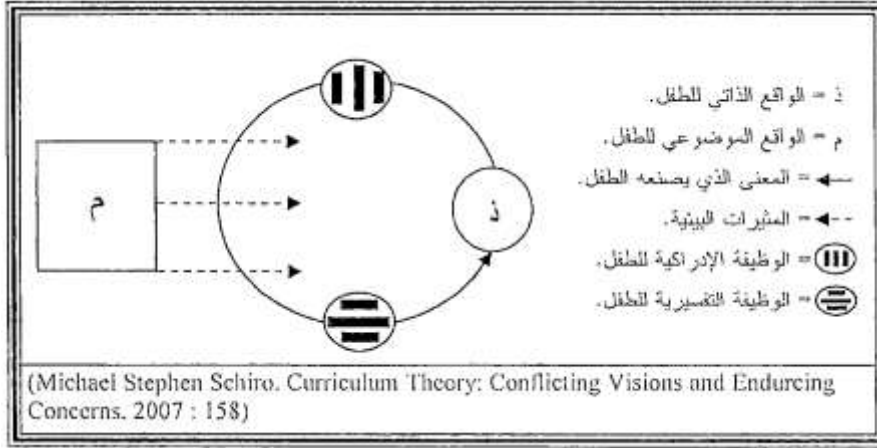 م
ذ
ذ = الواقع الذاتي للطفل.
م = الواقع الموضوعي للطفل.
= المعنى الذي يصنعه الطفل.
= المثيرات البيئية.
= الوظيفة الإدراكية للطفل.
= الوظيفة التفسيرية للطفل.
(Michael Stephen Schiro. Curriculum Theory: Conflicting Visions and Endurcing
Concerns. 2007 : 158)